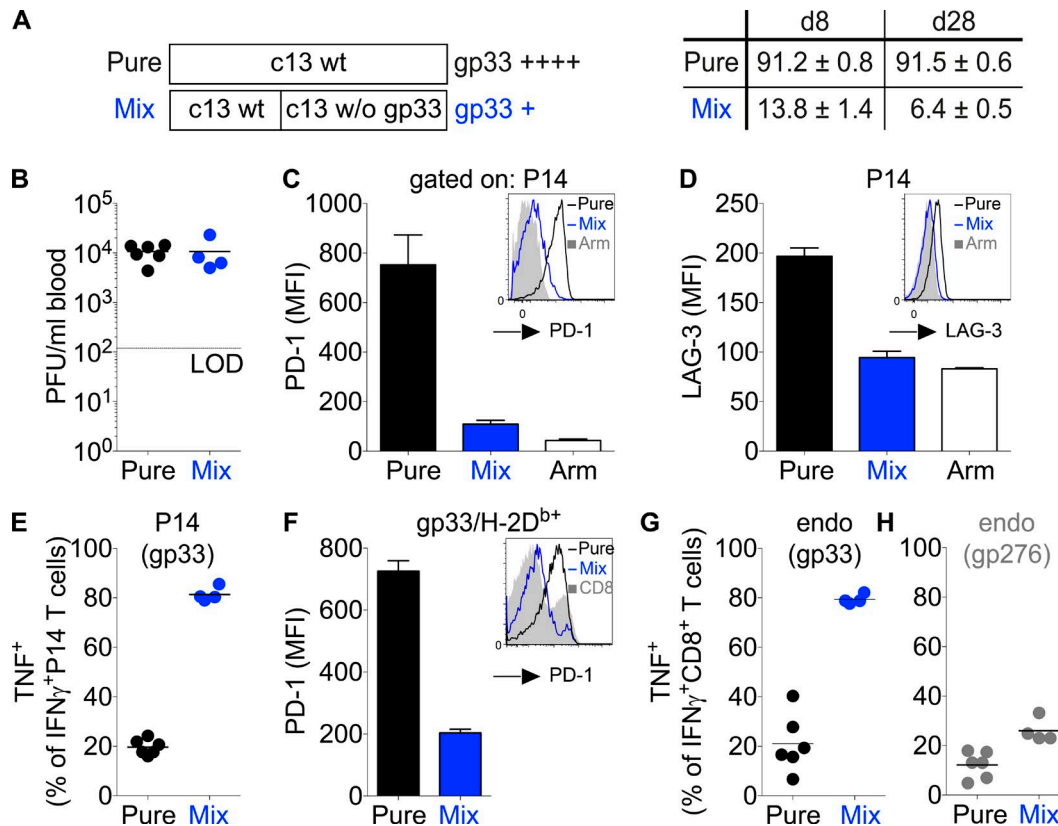 A
Pure c13 wt gp33 ++++
Mix c13 wt c13 w/o gp33 gp33 +
d8 d28
Pure 91.2 ± 0.8 91.5 ± 0.6
Mix 13.8 ± 1.4 6.4 ± 0.5
B
PFU/ml blood
10⁵
10⁴
10³
10²
10¹
10⁰
LOD
Pure Mix
C
gated on: P14
PD-1 (MFI)
1000
800
600
400
200
0
Pure
Mix
Arm
0
PD-1
Pure Mix Arm
D
P14
LAG-3 (MFI)
250
200
150
100
50
0
Pure
Mix
Arm
0
0
LAG-3
Pure Mix Arm
E
P14
(gp33)
TNF⁺
(% of IFNγ⁺P14 T cells)
100
80
60
40
20
0
Pure Mix
F
gp33/H-2Dᵇ⁺
PD-1 (MFI)
800
600
400
200
0
Pure
Mix
CD8
PD-1
Pure Mix
G
endo
(gp33)
TNF⁺
(% of IFNγ⁺CD8⁺ T cells)
100
80
60
40
20
0
Pure Mix
H
endo
(gp276)
100
80
60
40
20
0
Pure Mix